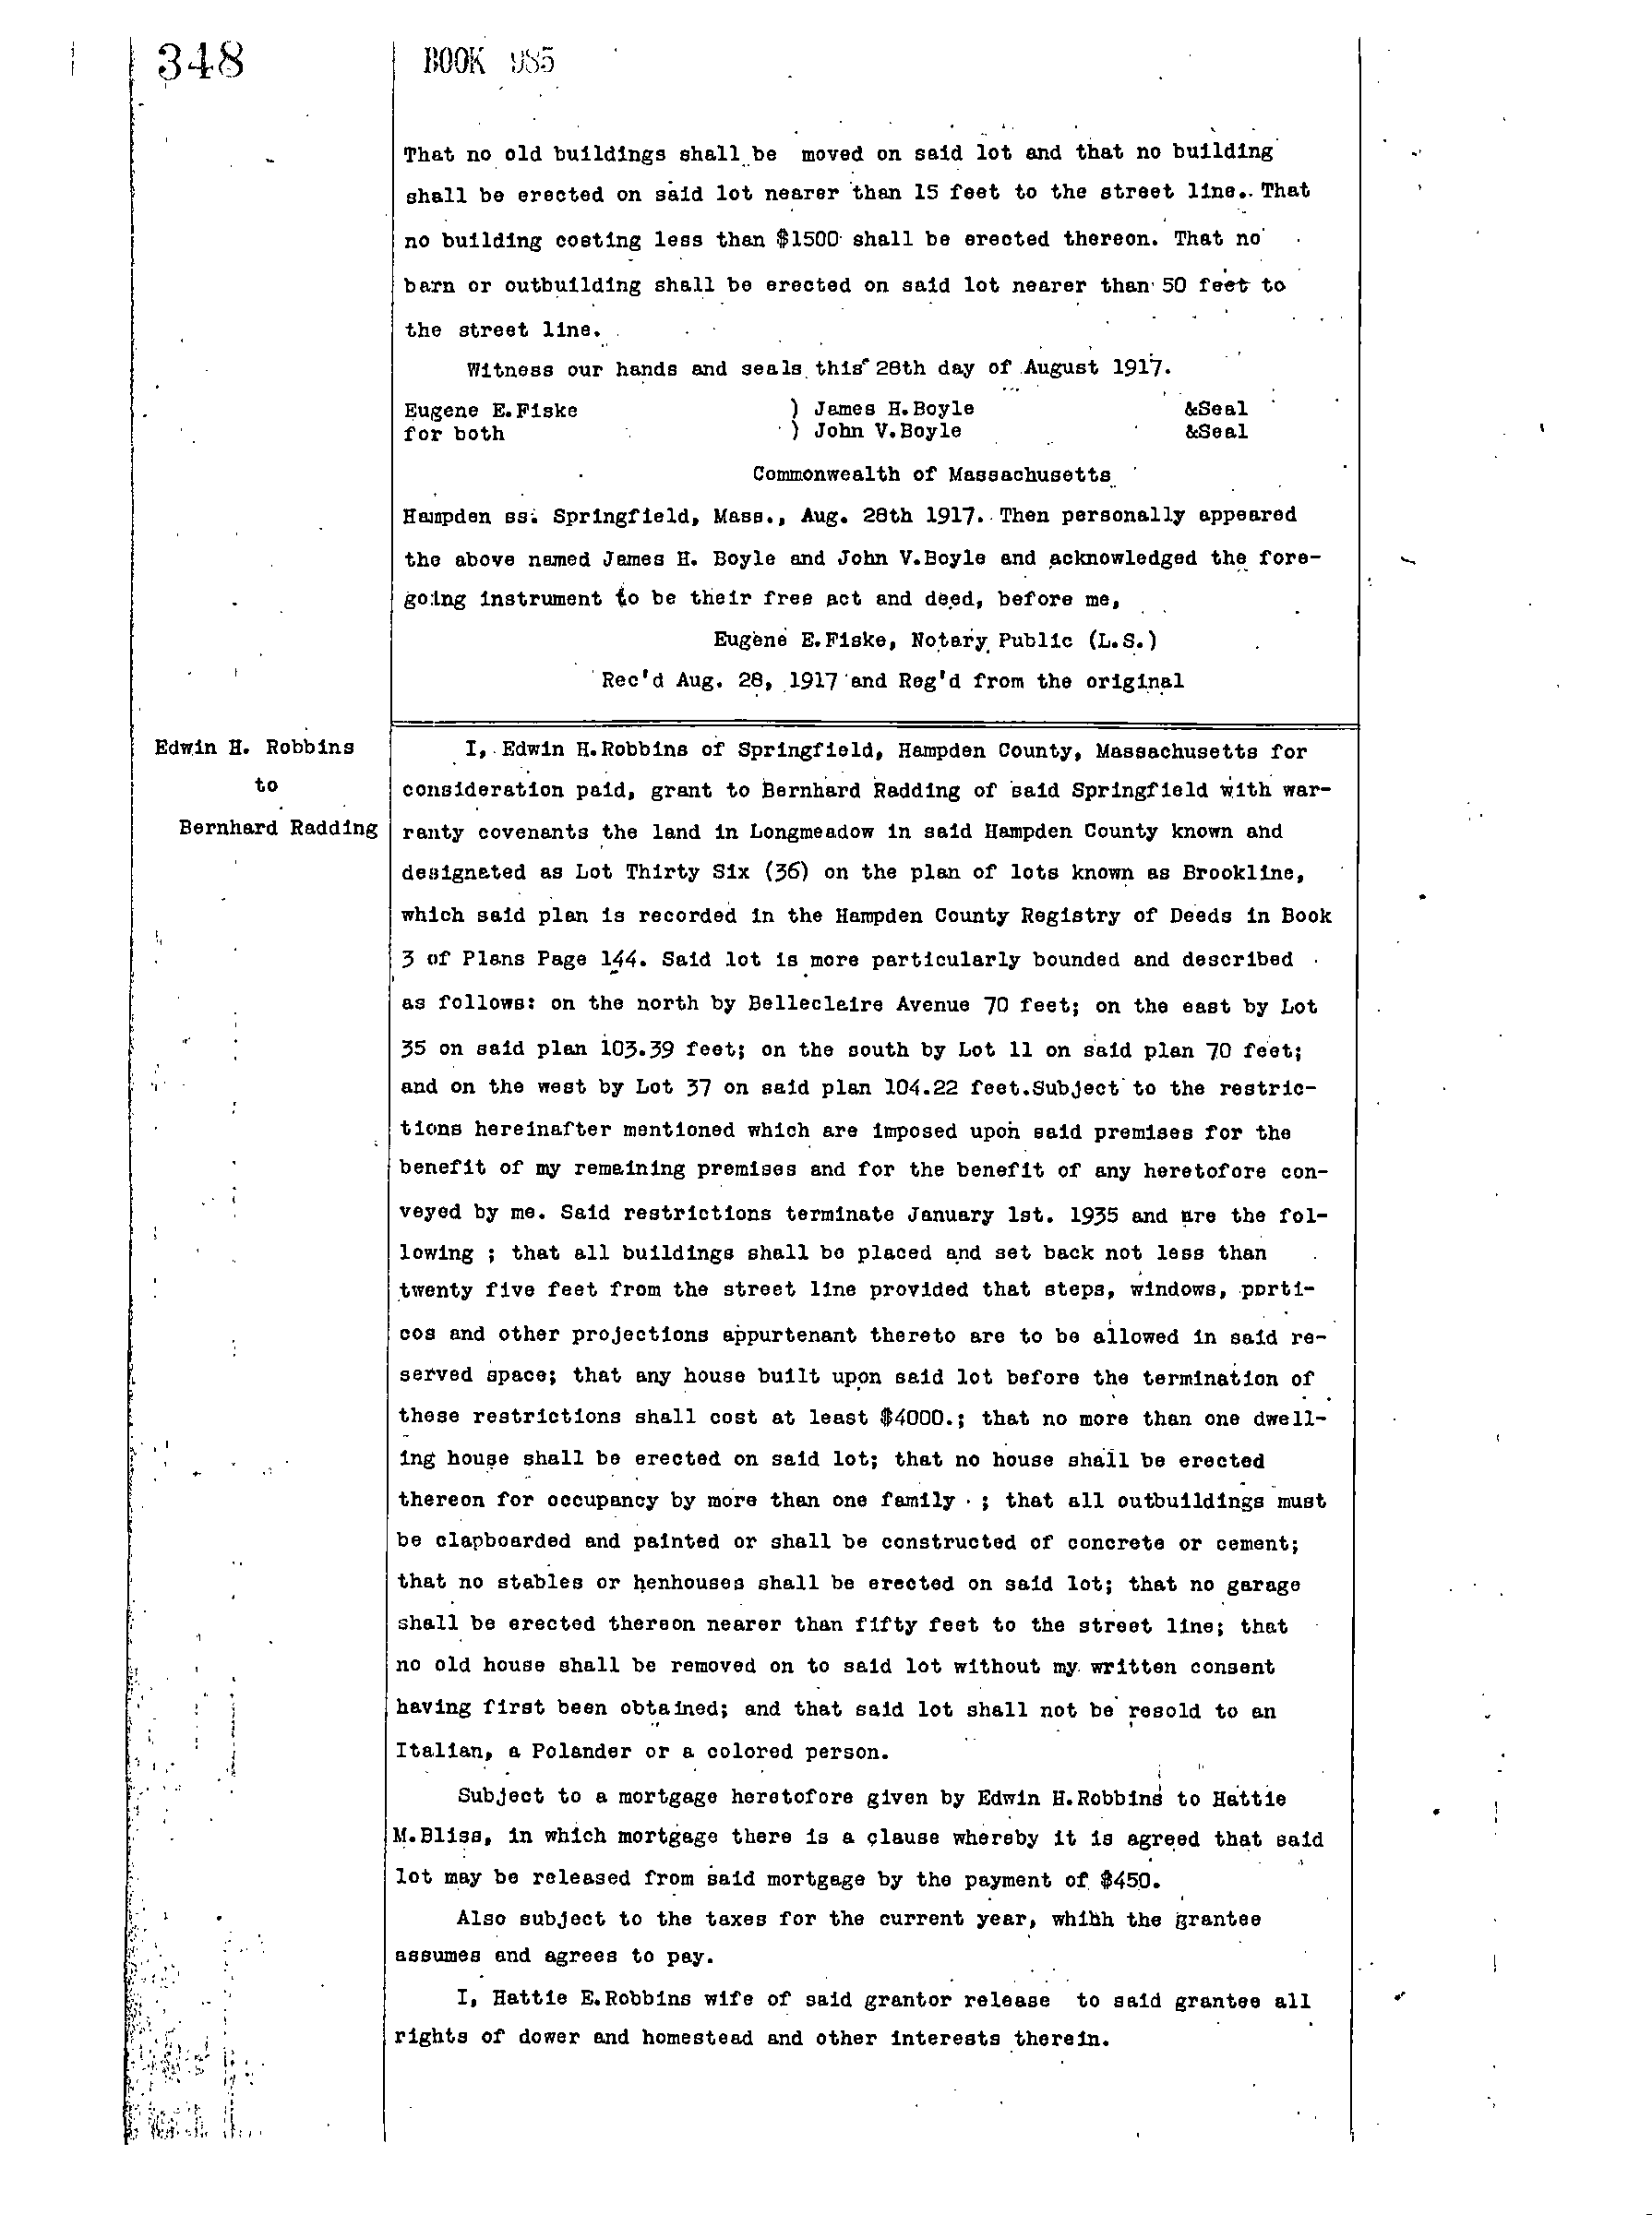 348
BOOK 985
That no old buildings shall be moved on said lot and that no building
shall be erected on said lot nearer than 15 feet to the street line. That
no building costing less than $1500 shall be erected thereon. That no
barn or outbuilding shall be erected on said lot nearer than 50 feet to
the street line.
Witness our hands and seals this 28th day of August 1917.
Eugene E.Fiske ) James H.Boyle &Seal
for both ) John V.Boyle &Seal
Commonwealth of Massachusetts
Hampden ss. Springfield, Mass., Aug. 28th 1917. Then personally appeared
the above named James H. Boyle and John V.Boyle and acknowledged the fore-
going instrument to be their free act and deed, before me,
Eugene E.Fiske, Notary Public (L.S.)
Rec'd Aug. 28, 1917 and Reg'd from the original
Edwin H. Robbins
to
Bernhard Radding
I, Edwin H.Robbins of Springfield, Hampden County, Massachusetts for
consideration paid, grant to Bernhard Radding of said Springfield with war-
ranty covenants the land in Longmeadow in said Hampden County known and
designated as Lot Thirty Six (36) on the plan of lots known as Brookline,
which said plan is recorded in the Hampden County Registry of Deeds in Book
3 of Plans Page 144. Said lot is more particularly bounded and described
as follows: on the north by Belleclaire Avenue 70 feet; on the east by Lot
35 on said plan 103.39 feet; on the south by Lot 11 on said plan 70 feet;
and on the west by Lot 37 on said plan 104.22 feet.Subject to the restric-
tions hereinafter mentioned which are imposed upon said premises for the
benefit of my remaining premises and for the benefit of any heretofore con-
veyed by me. Said restrictions terminate January 1st. 1935 and are the fol-
lowing ; that all buildings shall be placed and set back not less than
twenty five feet from the street line provided that steps, windows, porti-
cos and other projections appurtenant thereto are to be allowed in said re-
served space; that any house built upon said lot before the termination of
these restrictions shall cost at least $4000.; that no more than one dwell-
ing house shall be erected on said lot; that no house shall be erected
thereon for occupancy by more than one family ; that all outbuildings must
be clapboarded and painted or shall be constructed of concrete or cement;
that no stables or henhouses shall be erected on said lot; that no garage
shall be erected thereon nearer than fifty feet to the street line; that
no old house shall be removed on to said lot without my written consent
having first been obtained; and that said lot shall not be resold to an
Italian, a Polander or a colored person.
Subject to a mortgage heretofore given by Edwin H.Robbins to Hattie
M.Bliss, in which mortgage there is a clause whereby it is agreed that said
lot may be released from said mortgage by the payment of $450.
Also subject to the taxes for the current year, whihh the grantee
assumes and agrees to pay.
I, Hattie E.Robbins wife of said grantor release to said grantee all
rights of dower and homestead and other interests therein.